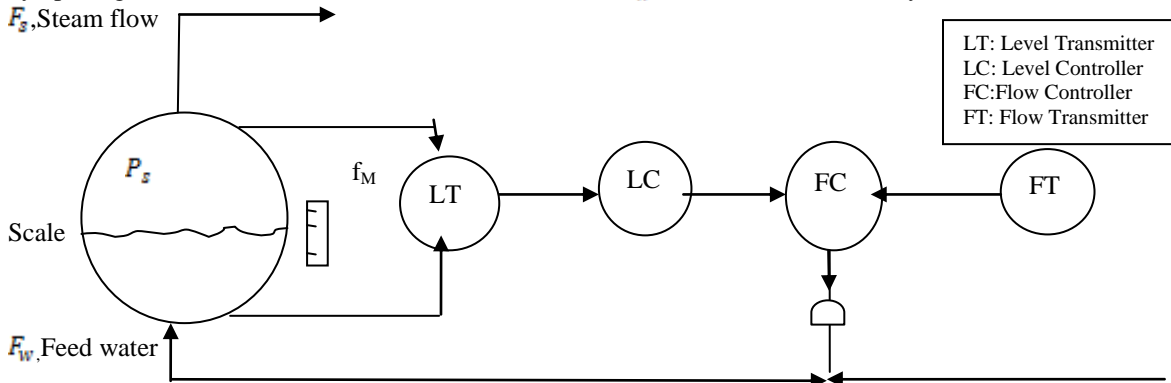 F_s,Steam flow
LT: Level Transmitter
LC: Level Controller
FC:Flow Controller
FT: Flow Transmitter
P_s
f_M
LT
LC
FC
FT
Scale
F_W,Feed water